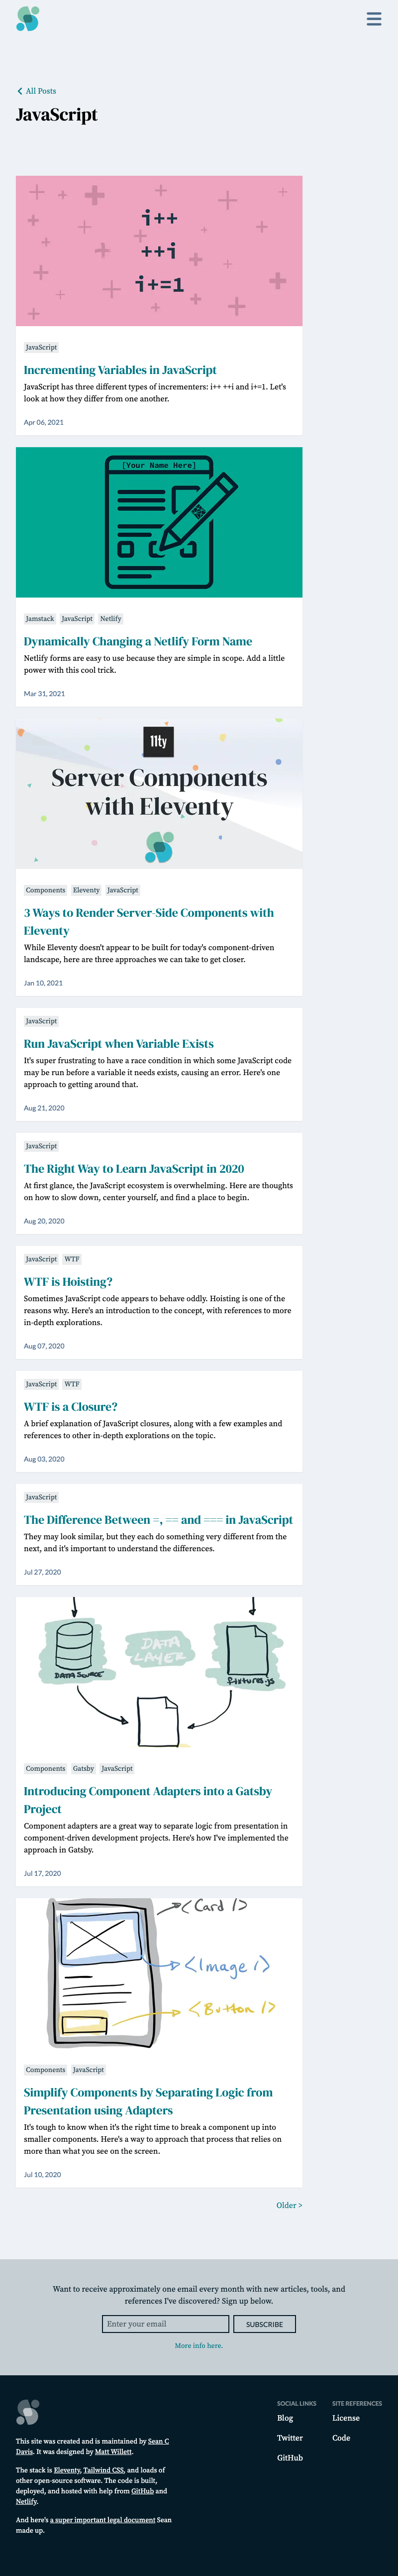 All Posts
JavaScript
i++
++i
i+=1
JavaScript
Incrementing Variables in JavaScript
JavaScript has three different types of incrementers: i++ ++i and i+=1. Let's
look at how they differ from one another.
Apr 06, 2021
[Your Name Here]
Jamstack JavaScript Netlify
Dynamically Changing a Netlify Form Name
Netlify forms are easy to use because they are simple in scope. Add a little
power with this cool trick.
Mar 31, 2021
11ty
Server Components
with Eleventy
Components Eleventy JavaScript
3 Ways to Render Server-Side Components with
Eleventy
While Eleventy doesn't appear to be built for today's component-driven
landscape, here are three approaches we can take to get closer.
Jan 10, 2021
JavaScript
Run JavaScript when Variable Exists
It's super frustrating to have a race condition in which some JavaScript code
may be run before a variable it needs exists, causing an error. Here's one
approach to getting around that.
Aug 21, 2020
JavaScript
The Right Way to Learn JavaScript in 2020
At first glance, the JavaScript ecosystem is overwhelming. Here are thoughts
on how to slow down, center yourself, and find a place to begin.
Aug 20, 2020
JavaScript WTF
WTF is Hoisting?
Sometimes JavaScript code appears to behave oddly. Hoisting is one of the
reasons why. Here's an introduction to the concept, with references to more
in-depth explorations.
Aug 07, 2020
JavaScript WTF
WTF is a Closure?
A brief explanation of JavaScript closures, along with a few examples and
references to other in-depth explorations on the topic.
Aug 03, 2020
JavaScript
The Difference Between =, == and === in JavaScript
They may look similar, but they each do something very different from the
next, and it's important to understand the differences.
Jul 27, 2020
DATA SOURCE
DATA
LAYER
fixtures.js
Components Gatsby JavaScript
Introducing Component Adapters into a Gatsby
Project
Component adapters are a great way to separate logic from presentation in
component-driven development projects. Here's how I've implemented the
approach in Gatsby.
Jul 17, 2020
<Card />
<Image />
<Button />
Components JavaScript
Simplify Components by Separating Logic from
Presentation using Adapters
It's tough to know when it's the right time to break a component up into
smaller components. Here's a way to approach that process that relies on
more than what you see on the screen.
Jul 10, 2020
Older >
Want to receive approximately one email every month with new articles, tools, and
references I've discovered? Sign up below.
Enter your email
SUBSCRIBE
More info here.
This site was created and is maintained by Sean C
Davis. It was designed by Matt Willett.
The stack is Eleventy, Tailwind CSS, and loads of
other open-source software. The code is built,
deployed, and hosted with help from GitHub and
Netlify.
And here's a super important legal document Sean
made up.
SOCIAL LINKS
Blog
Twitter
GitHub
SITE REFERENCES
License
Code